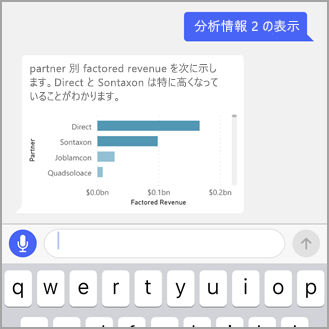 分析情報 2 の表示
partner 別 factored revenue を次に示し
ます。Direct と Sontaxon は特に高くなって
いることがわかります。
Partner
Direct
Sontaxon
Joblamcon
Quadsoloace
$0.0bn $0.1bn $0.2bn
Factored Revenue
q w e r t y u i o p